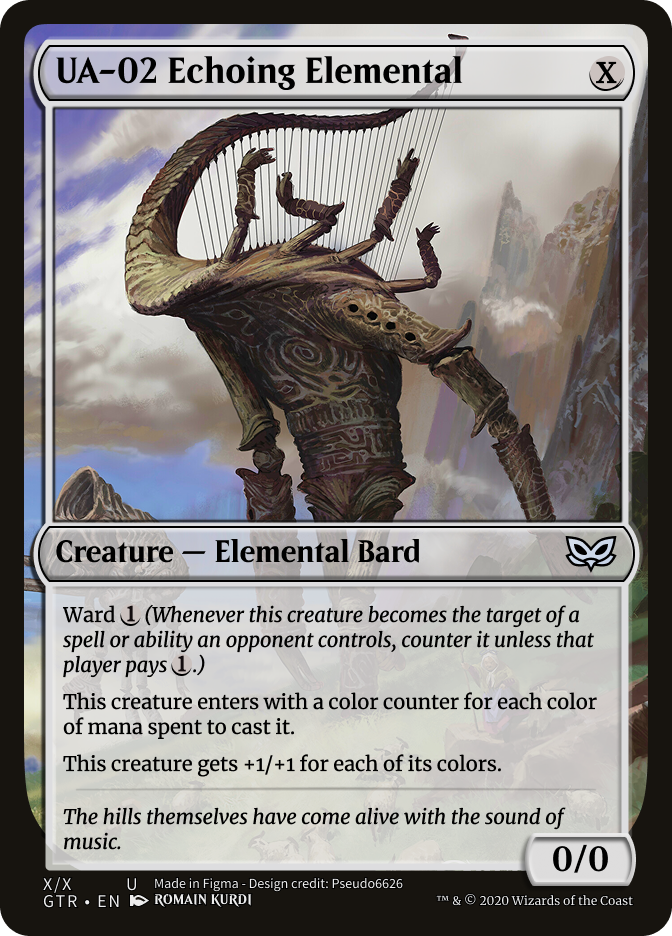 UA-02 Echoing Elemental X
Creature — Elemental Bard
Ward 1 (Whenever this creature becomes the target of a
spell or ability an opponent controls, counter it unless that
player pays 1.)
This creature enters with a color counter for each color
of mana spent to cast it.
This creature gets +1/+1 for each of its colors.
The hills themselves have come alive with the sound of
music.
0/0
X/X U Made in Figma - Design credit: Pseudo6626
GTR • EN ROMAIN KURDI ™ & © 2020 Wizards of the Coast